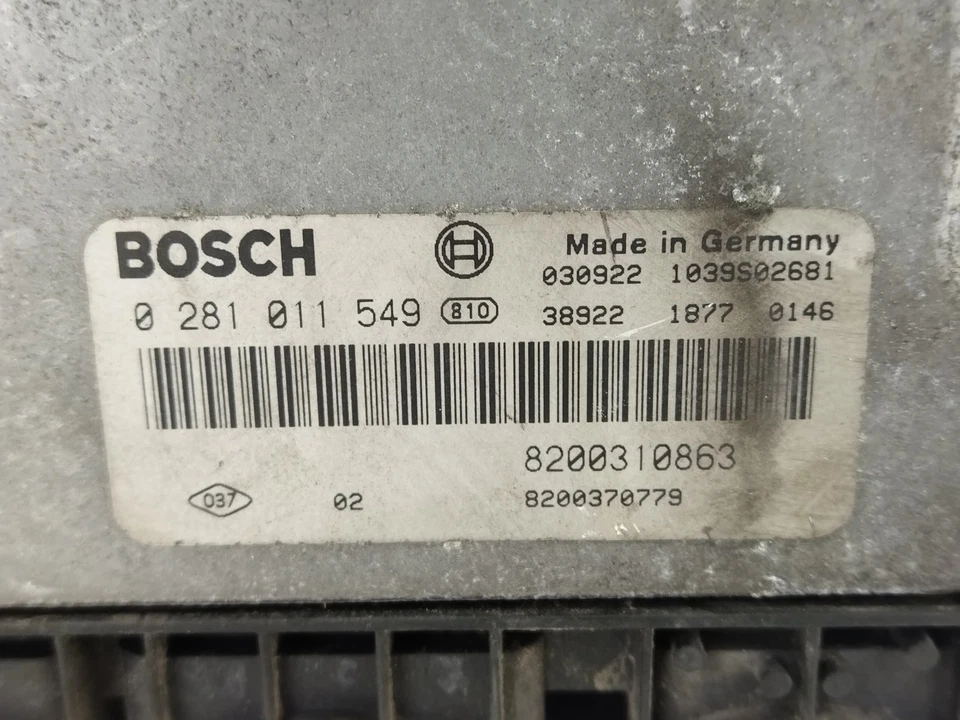 BOSCH
Made in Germany
030922 1039S02681
0 281 011 549 810
38922 1877 0146
8200310863
037 02 8200370779